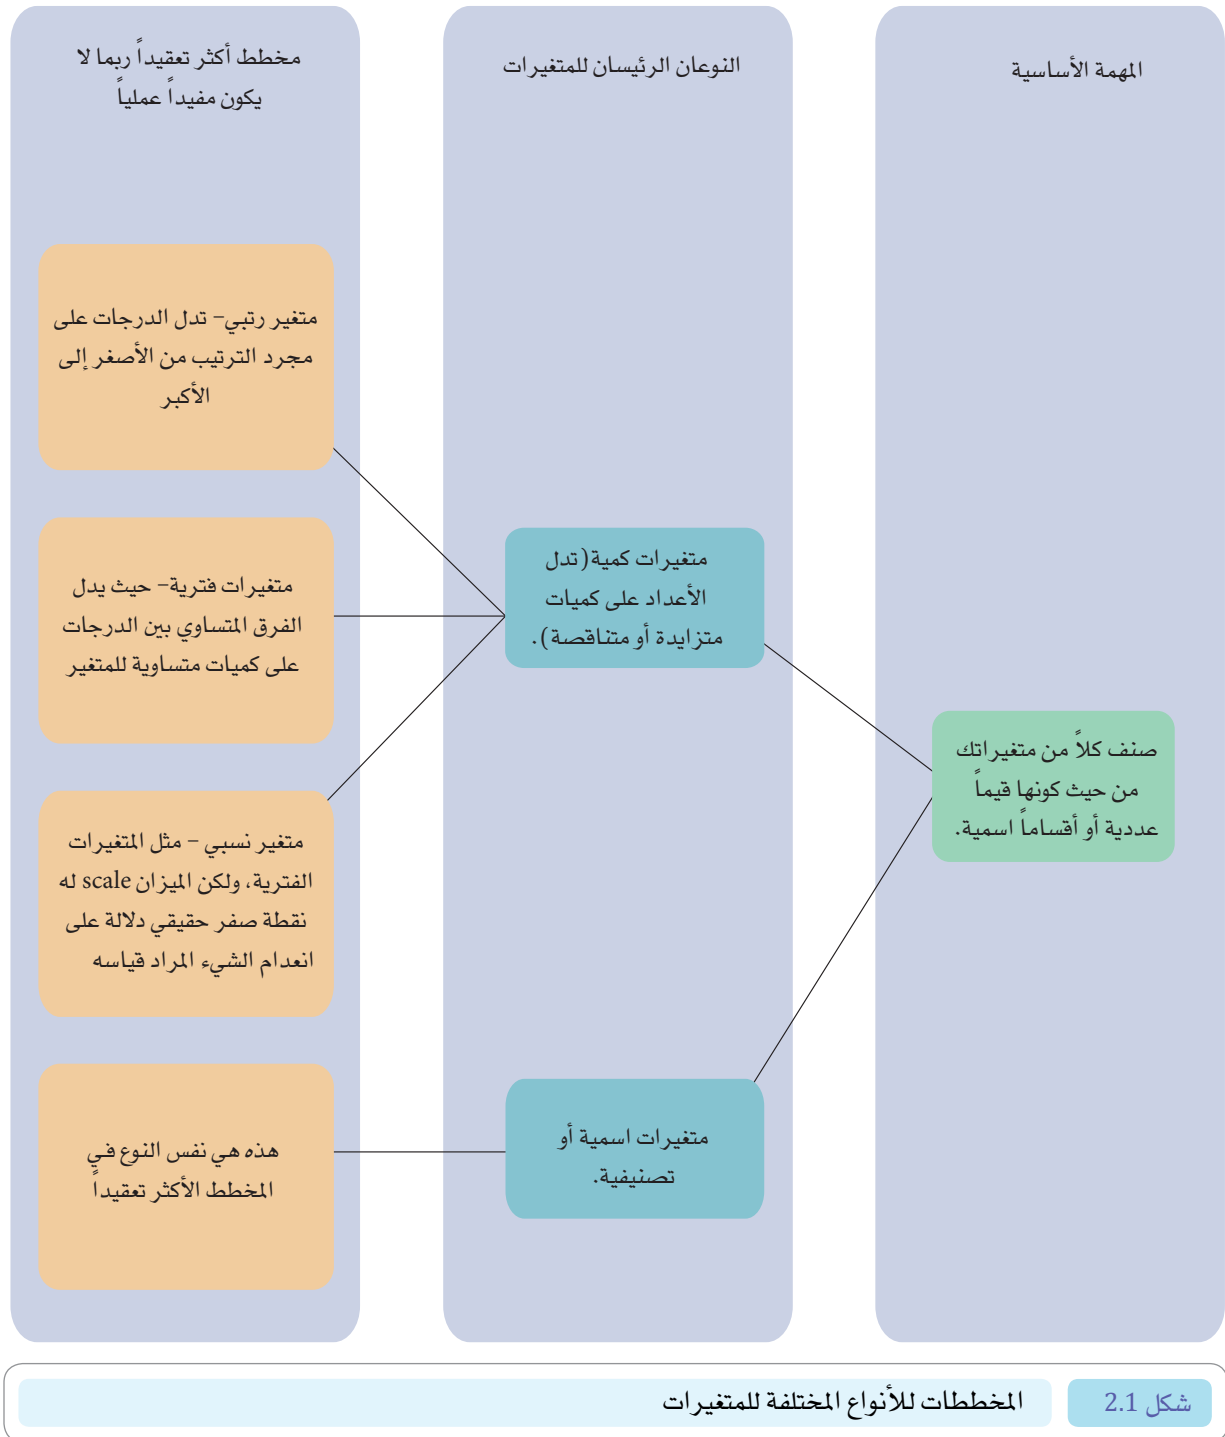 المهمة الأساسية
صنف كلاً من متغيراتك
من حيث كونها قيماً
عددية أو أقساماً اسمية.
النوعان الرئيسان للمتغيرات
متغيرات كمية(تدل
الأعداد على كميات
متزايدة أو متناقصة).
متغيرات اسمية أو
تصنيفية.
مخطط أكثر تعقيداً ربما لا
يكون مفيداً عملياً
متغير رتبي– تدل الدرجات على
مجرد الترتيب من الأصغر إلى
الأكبر
متغيرات فترية– حيث يدل
الفرق المتساوي بين الدرجات
على كميات متساوية للمتغير
متغير نسبي – مثل المتغيرات
الفترية، ولكن الميزان scale له
نقطة صفر حقيقي دلالة على
انعدام الشيء المراد قياسه
هذه هي نفس النوع في
المخطط الأكثر تعقيداً
شكل 2.1
المخططات للأنواع المختلفة للمتغيرات